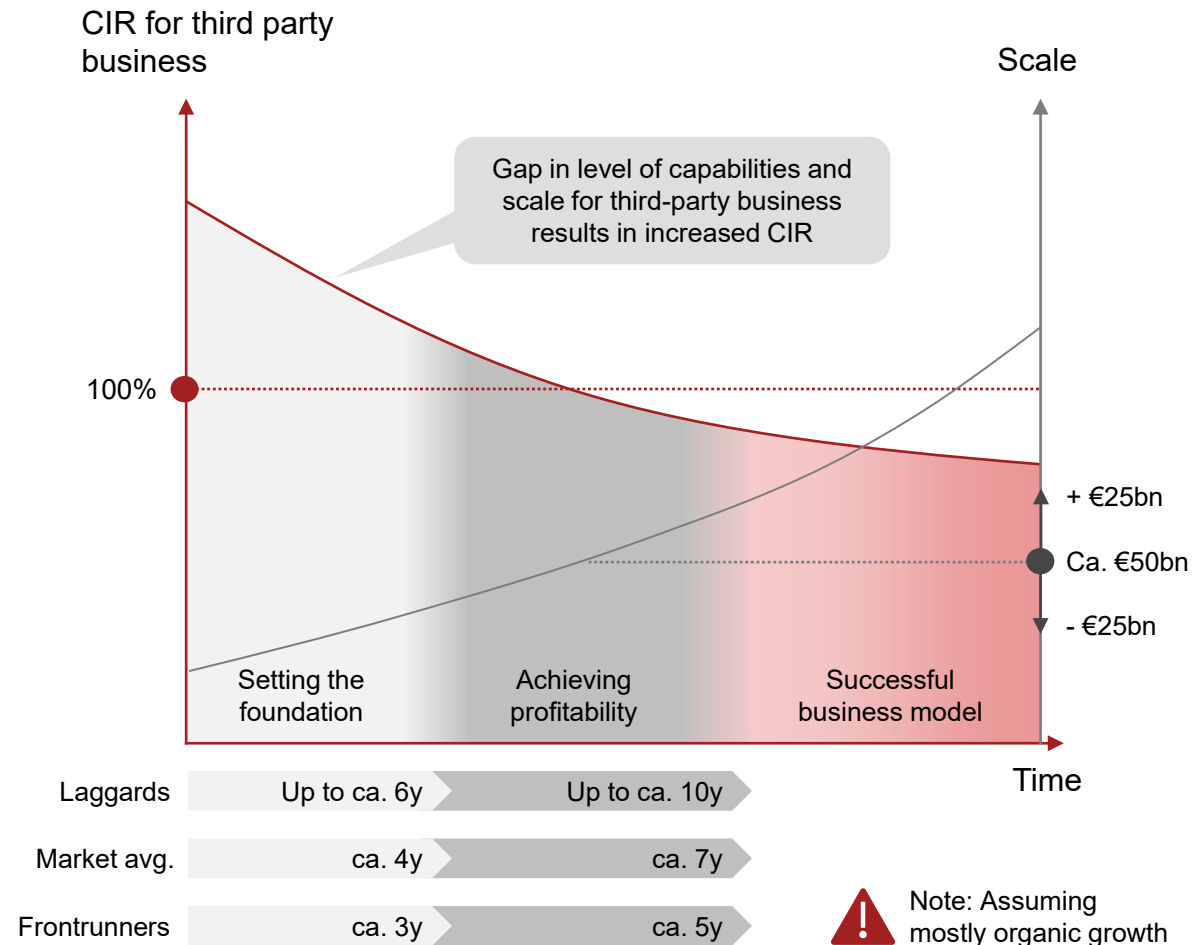 CIR for third party
business
Scale
Gap in level of capabilities and
scale for third-party business
results in increased CIR
100%
+ €25bn
Ca. €50bn
- €25bn
Setting the
foundation
Achieving
profitability
Successful
business model
Time
Laggards
Up to ca. 6y
Up to ca. 10y
Market avg.
ca. 4y
ca. 7y
Frontrunners
ca. 3y
ca. 5y
Note: Assuming
mostly organic growth